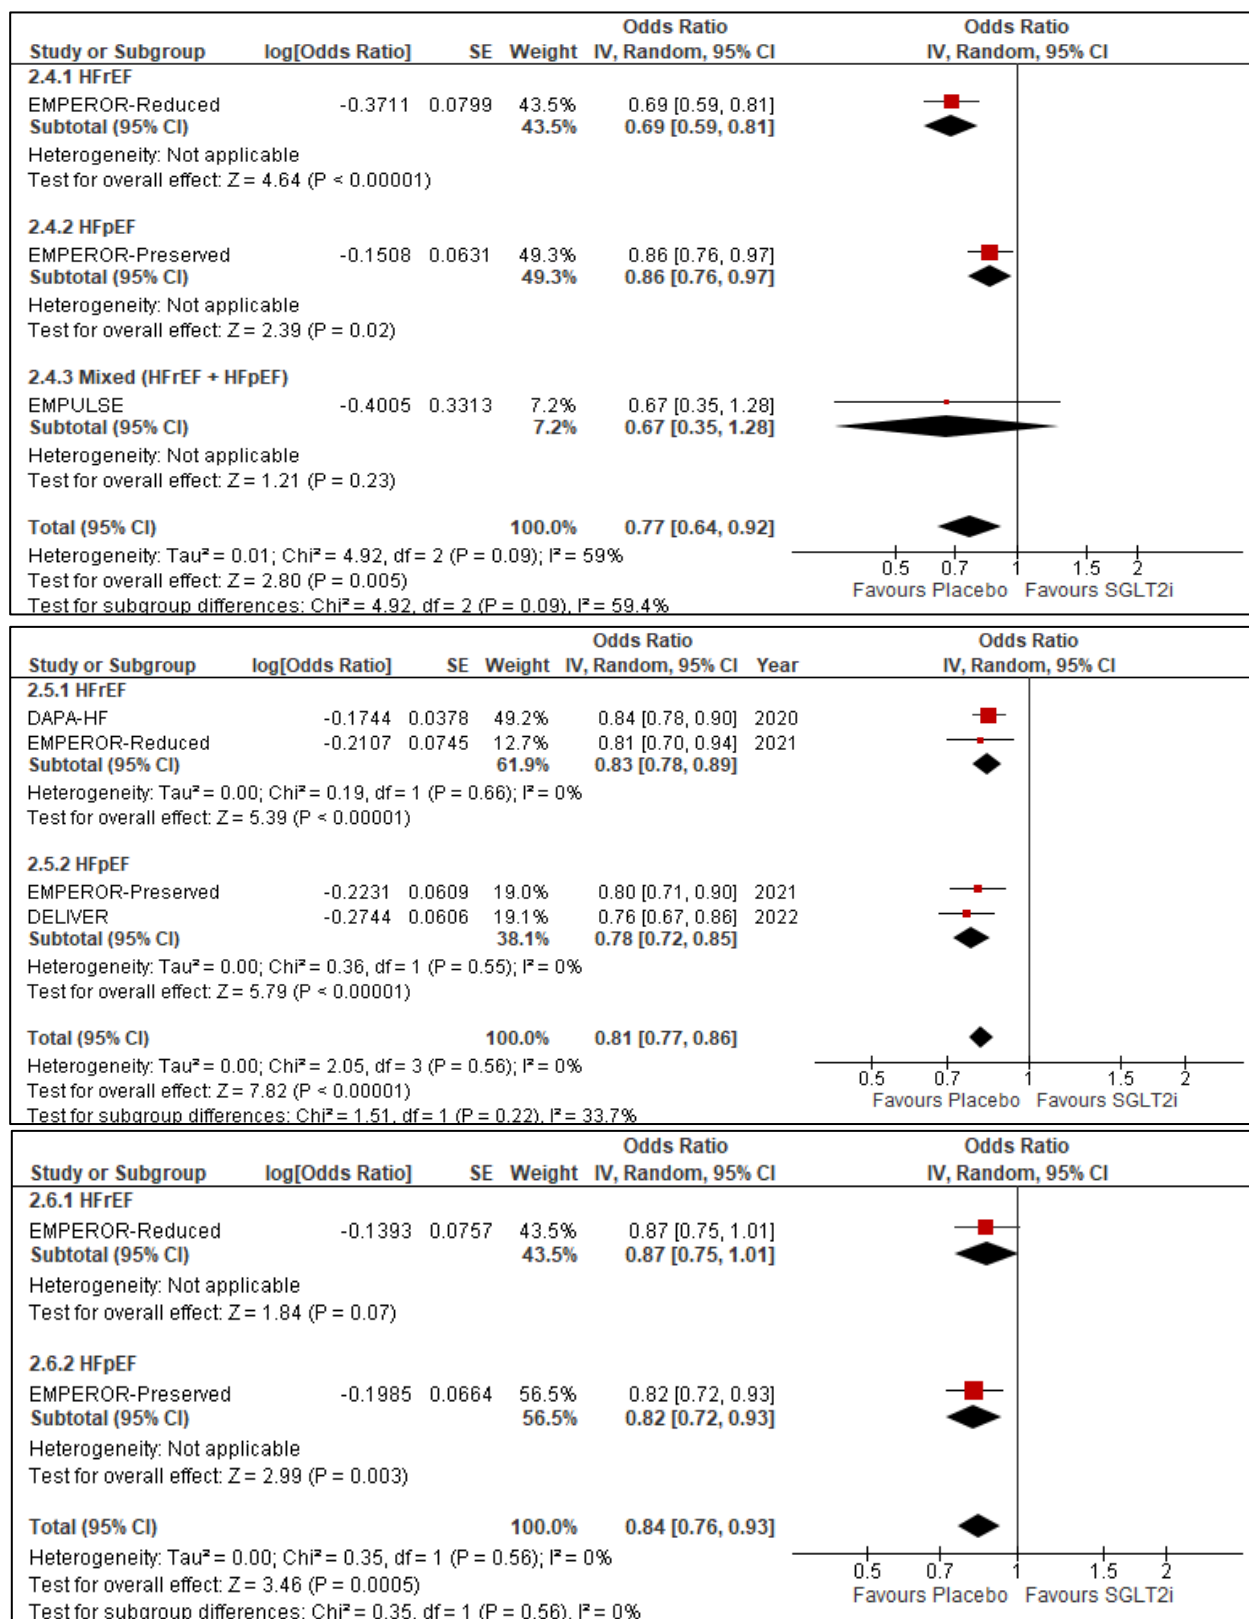 Odds Ratio Odds Ratio
Study or Subgroup log[Odds Ratio] SE Weight IV, Random, 95% CI IV, Random, 95% CI
2.4.1 HFrEF
EMPEROR-Reduced -0.3711 0.0799 43.5% 0.69 [0.59, 0.81]
Subtotal (95% CI) 43.5% 0.69 [0.59, 0.81]
Heterogeneity: Not applicable
Test for overall effect: Z = 4.64 (P < 0.00001)
2.4.2 HFpEF
EMPEROR-Preserved -0.1508 0.0631 49.3% 0.86 [0.76, 0.97]
Subtotal (95% CI) 49.3% 0.86 [0.76, 0.97]
Heterogeneity: Not applicable
Test for overall effect: Z = 2.39 (P = 0.02)
2.4.3 Mixed (HFrEF + HFpEF)
EMPULSE -0.4005 0.3313 7.2% 0.67 [0.35, 1.28]
Subtotal (95% CI) 7.2% 0.67 [0.35, 1.28]
Heterogeneity: Not applicable
Test for overall effect: Z = 1.21 (P = 0.23)
Total (95% CI) 100.0% 0.77 [0.64, 0.92]
Heterogeneity: Tau² = 0.01; Chi² = 4.92, df = 2 (P = 0.09); I² = 59%
Test for overall effect: Z = 2.80 (P = 0.005)
Test for subgroup differences: Chi² = 4.92, df = 2 (P = 0.09), I² = 59.4%
0.5 0.7 1 1.5 2
Favours Placebo Favours SGLT2i
Odds Ratio Odds Ratio
Study or Subgroup log[Odds Ratio] SE Weight IV, Random, 95% CI Year IV, Random, 95% CI
2.5.1 HFrEF
DAPA-HF -0.1744 0.0378 49.2% 0.84 [0.78, 0.90] 2020
EMPEROR-Reduced -0.2107 0.0745 12.7% 0.81 [0.70, 0.94] 2021
Subtotal (95% CI) 61.9% 0.83 [0.78, 0.89]
Heterogeneity: Tau² = 0.00; Chi² = 0.19, df = 1 (P = 0.66); I² = 0%
Test for overall effect: Z = 5.39 (P < 0.00001)
2.5.2 HFpEF
EMPEROR-Preserved -0.2231 0.0609 19.0% 0.80 [0.71, 0.90] 2021
DELIVER -0.2744 0.0606 19.1% 0.76 [0.67, 0.86] 2022
Subtotal (95% CI) 38.1% 0.78 [0.72, 0.85]
Heterogeneity: Tau² = 0.00; Chi² = 0.36, df = 1 (P = 0.55); I² = 0%
Test for overall effect: Z = 5.79 (P < 0.00001)
Total (95% CI) 100.0% 0.81 [0.77, 0.86]
Heterogeneity: Tau² = 0.00; Chi² = 2.05, df = 3 (P = 0.56); I² = 0%
Test for overall effect: Z = 7.82 (P < 0.00001)
Test for subgroup differences: Chi² = 1.51, df = 1 (P = 0.22), I² = 33.7%
0.5 0.7 1 1.5 2
Favours Placebo Favours SGLT2i
Odds Ratio Odds Ratio
Study or Subgroup log[Odds Ratio] SE Weight IV, Random, 95% CI IV, Random, 95% CI
2.6.1 HFrEF
EMPEROR-Reduced -0.1393 0.0757 43.5% 0.87 [0.75, 1.01]
Subtotal (95% CI) 43.5% 0.87 [0.75, 1.01]
Heterogeneity: Not applicable
Test for overall effect: Z = 1.84 (P = 0.07)
2.6.2 HFpEF
EMPEROR-Preserved -0.1985 0.0664 56.5% 0.82 [0.72, 0.93]
Subtotal (95% CI) 56.5% 0.82 [0.72, 0.93]
Heterogeneity: Not applicable
Test for overall effect: Z = 2.99 (P = 0.003)
Total (95% CI) 100.0% 0.84 [0.76, 0.93]
Heterogeneity: Tau² = 0.00; Chi² = 0.35, df = 1 (P = 0.56); I² = 0%
Test for overall effect: Z = 3.46 (P = 0.0005)
Test for subgroup differences: Chi² = 0.35, df = 1 (P = 0.56), I² = 0%
0.5 0.7 1 1.5 2
Favours Placebo Favours SGLT2i